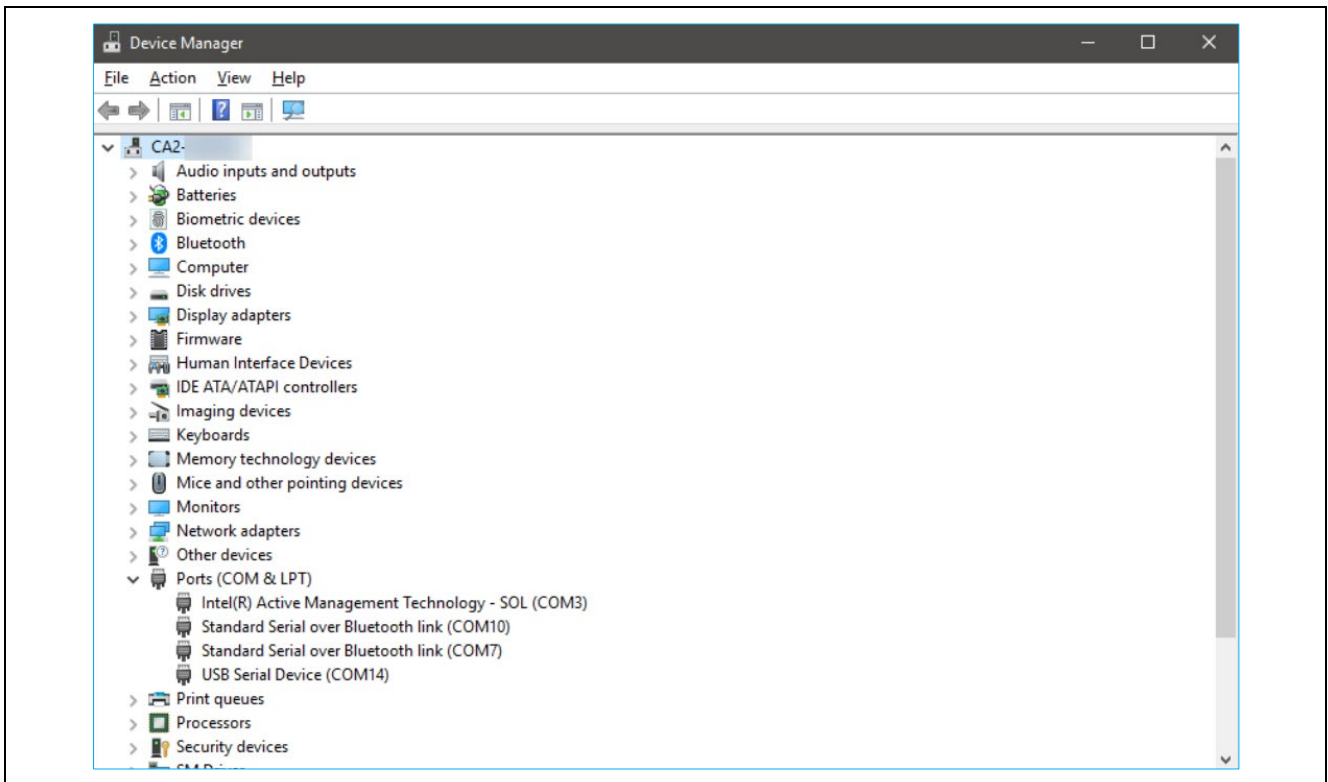 Device Manager
File Action View Help
CA2-
Audio inputs and outputs
Batteries
Biometric devices
Bluetooth
Computer
Disk drives
Display adapters
Firmware
Human Interface Devices
IDE ATA/ATAPI controllers
Imaging devices
Keyboards
Memory technology devices
Mice and other pointing devices
Monitors
Network adapters
Other devices
Ports (COM & LPT)
Intel(R) Active Management Technology - SOL (COM3)
Standard Serial over Bluetooth link (COM10)
Standard Serial over Bluetooth link (COM7)
USB Serial Device (COM14)
Print queues
Processors
Security devices